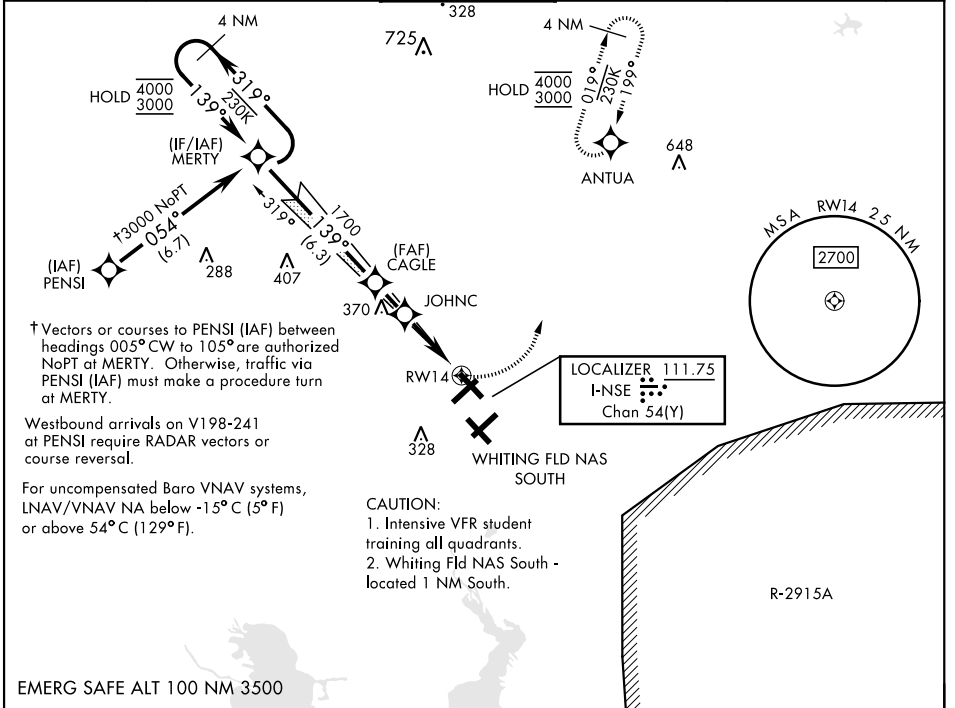 328
4 NM
725
4 NM
HOLD 4000
3000
319°
230K
139°
HOLD 4000
3000
019°
230K
199°
(IF/IAF)
MERTY
ANTUA
648
†3000 NoPT
054°
(6.7)
319°
1700
139°
(6.3)
MSA RW14 25 NM
2700
(IAF)
PENSI
288
407
(FAF)
CAGLE
370
JOHNC
† Vectors or courses to PENSI (IAF) between
headings 005° CW to 105° are authorized
NoPT at MERTY. Otherwise, traffic via
PENSI (IAF) must make a procedure turn
at MERTY.
RW14
LOCALIZER 111.75
I-NSE
Chan 54(Y)
Westbound arrivals on V198-241
at PENSI require RADAR vectors or
course reversal.
328
WHITING FLD NAS
SOUTH
For uncompensated Baro VNAV systems,
LNAV/VNAV NA below -15° C (5° F)
or above 54° C (129° F).
CAUTION:
1. Intensive VFR student
training all quadrants.
2. Whiting Fld NAS South -
located 1 NM South.
R-2915A
EMERG SAFE ALT 100 NM 3500